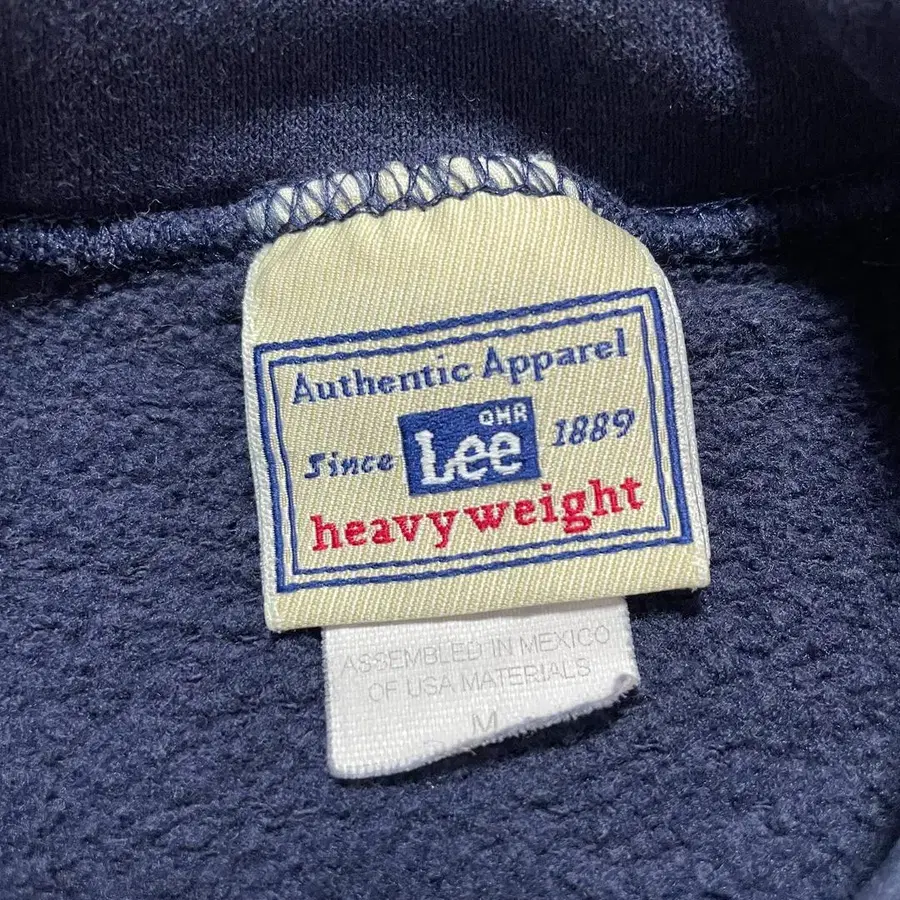 Authentic Apparel
Since Lee QMR 1889
heavyweight
ASSEMBLED IN MEXICO
OF USA MATERIALS
M